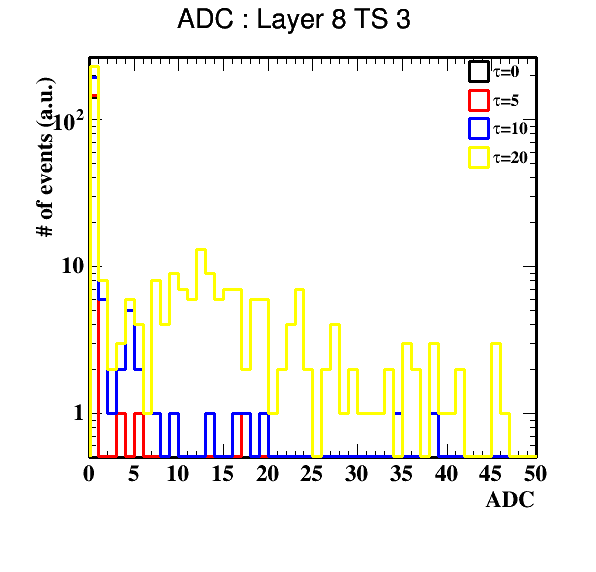 ADC : Layer 8 TS 3
# of events (a.u.)
10²
10
1
τ=0
τ=5
τ=10
τ=20
0 5 10 15 20 25 30 35 40 45 50
ADC